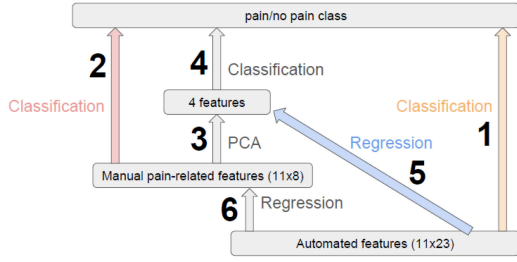 pain/no pain class
2
4
Classification
Classification
Classification
1
4 features
3
PCA
Regression
5
Manual pain-related features (11x8)
6
Regression
Automated features (11x23)